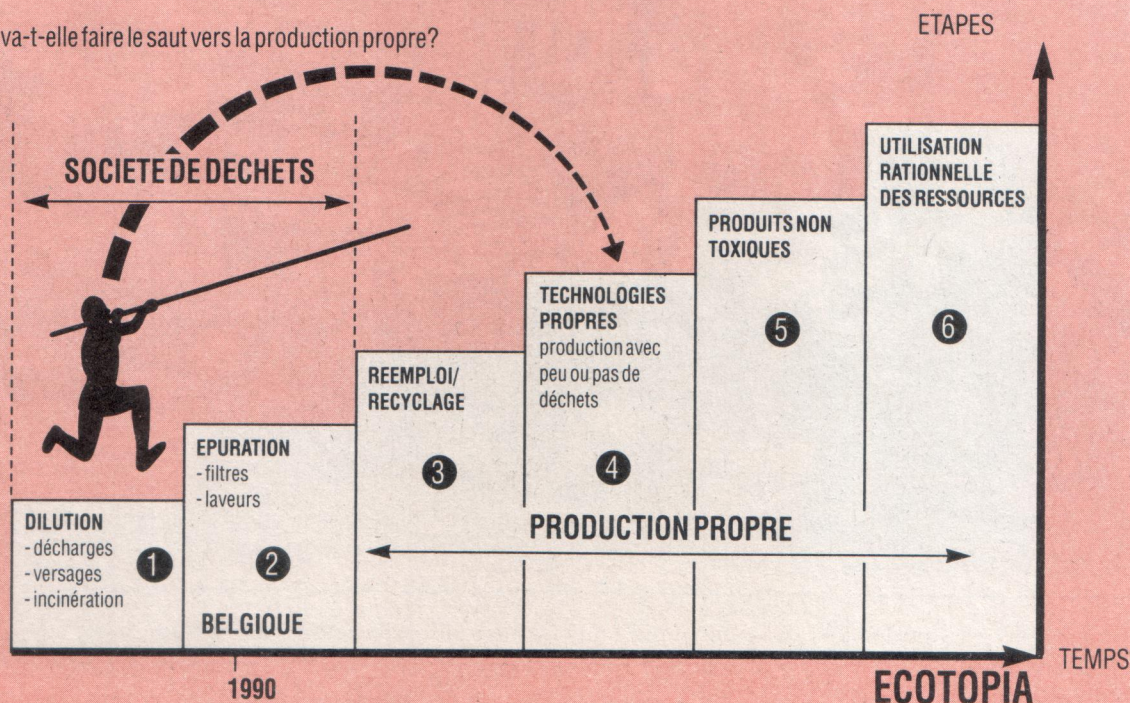 va-t-elle faire le saut vers la production propre?
ETAPES
SOCIETE DE DECHETS
DILUTION
- décharges
- versages
- incinération
1
EPURATION
- filtres
- laveurs
2
BELGIQUE
REEMPLOI/
RECYCLAGE
3
TECHNOLOGIES
PROPRES
production avec
peu ou pas de
déchets
4
PRODUITS NON
TOXIQUES
5
UTILISATION
RATIONNELLE
DES RESSOURCES
6
PRODUCTION PROPRE
TEMPS
1990
ECOTOPIA